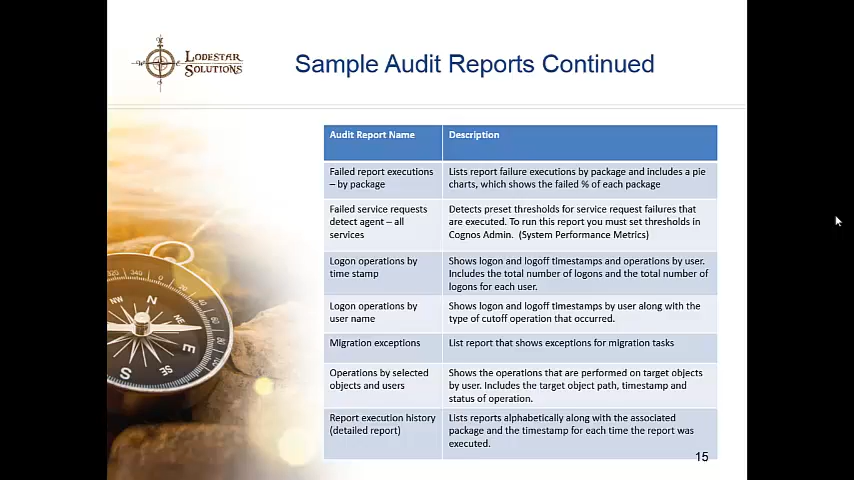 LODESTAR
SOLUTIONS
Sample Audit Reports Continued
Audit Report Name
Description
Failed report executions
– by package
Lists report failure executions by package and includes a pie
charts, which shows the failed % of each package
Failed service requests
detect agent – all
services
Detects preset thresholds for service request failures that
are executed. To run this report you must set thresholds in
Cognos Admin. (System Performance Metrics)
Logon operations by
time stamp
Shows logon and logoff timestamps and operations by user.
Includes the total number of logons and the total number of
logons for each user.
Logon operations by
user name
Shows logon and logoff timestamps by user along with the
type of cutoff operation that occurred.
Migration exceptions
List report that shows exceptions for migration tasks
Operations by selected
objects and users
Shows the operations that are performed on target objects
by user. Includes the target object path, timestamp and
status of operation.
Report execution history
(detailed report)
Lists reports alphabetically along with the associated
package and the timestamp for each time the report was
executed.
15
N
NE
E
SE
S
NW